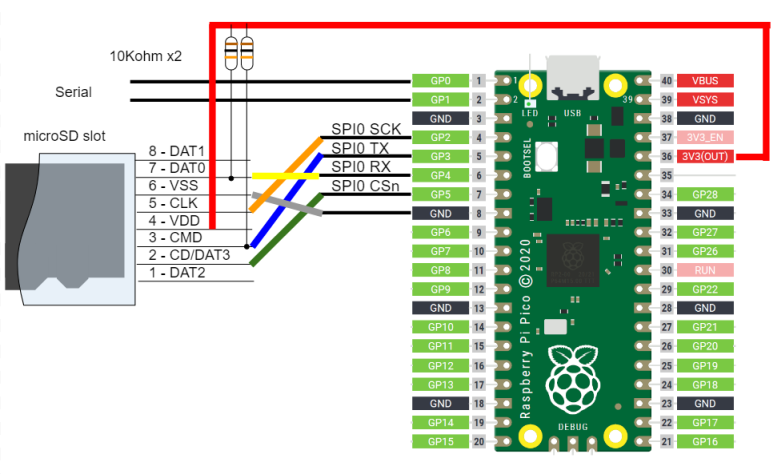 10Kohm x2
Serial
microSD slot
8 - DAT1
7 - DAT0
6 - VSS
5 - CLK
4 - VDD
3 - CMD
2 - CD/DAT3
1 - DAT2
SPI0 SCK
SPI0 TX
SPI0 RX
SPI0 CSn
GP0 1
GP1 2
GND 3
GP2 4
GP3 5
GP4 6
GP5 7
GND 8
GP6 9
GP7 10
GP8 11
GP9 12
GND 13
GP10 14
GP11 15
GP12 16
GP13 17
GND 18
GP14 19
GP15 20
1
2
LED
USB
39
BOOTSEL
Raspberry Pi Pico © 2020
DEBUG
40 VBUS
39 VSYS
38 GND
37 3V3_EN
36 3V3(OUT)
35
34 GP28
33 GND
32 GP27
31 GP26
30 RUN
29 GP22
28 GND
27 GP21
26 GP20
25 GP19
24 GP18
23 GND
22 GP17
21 GP16